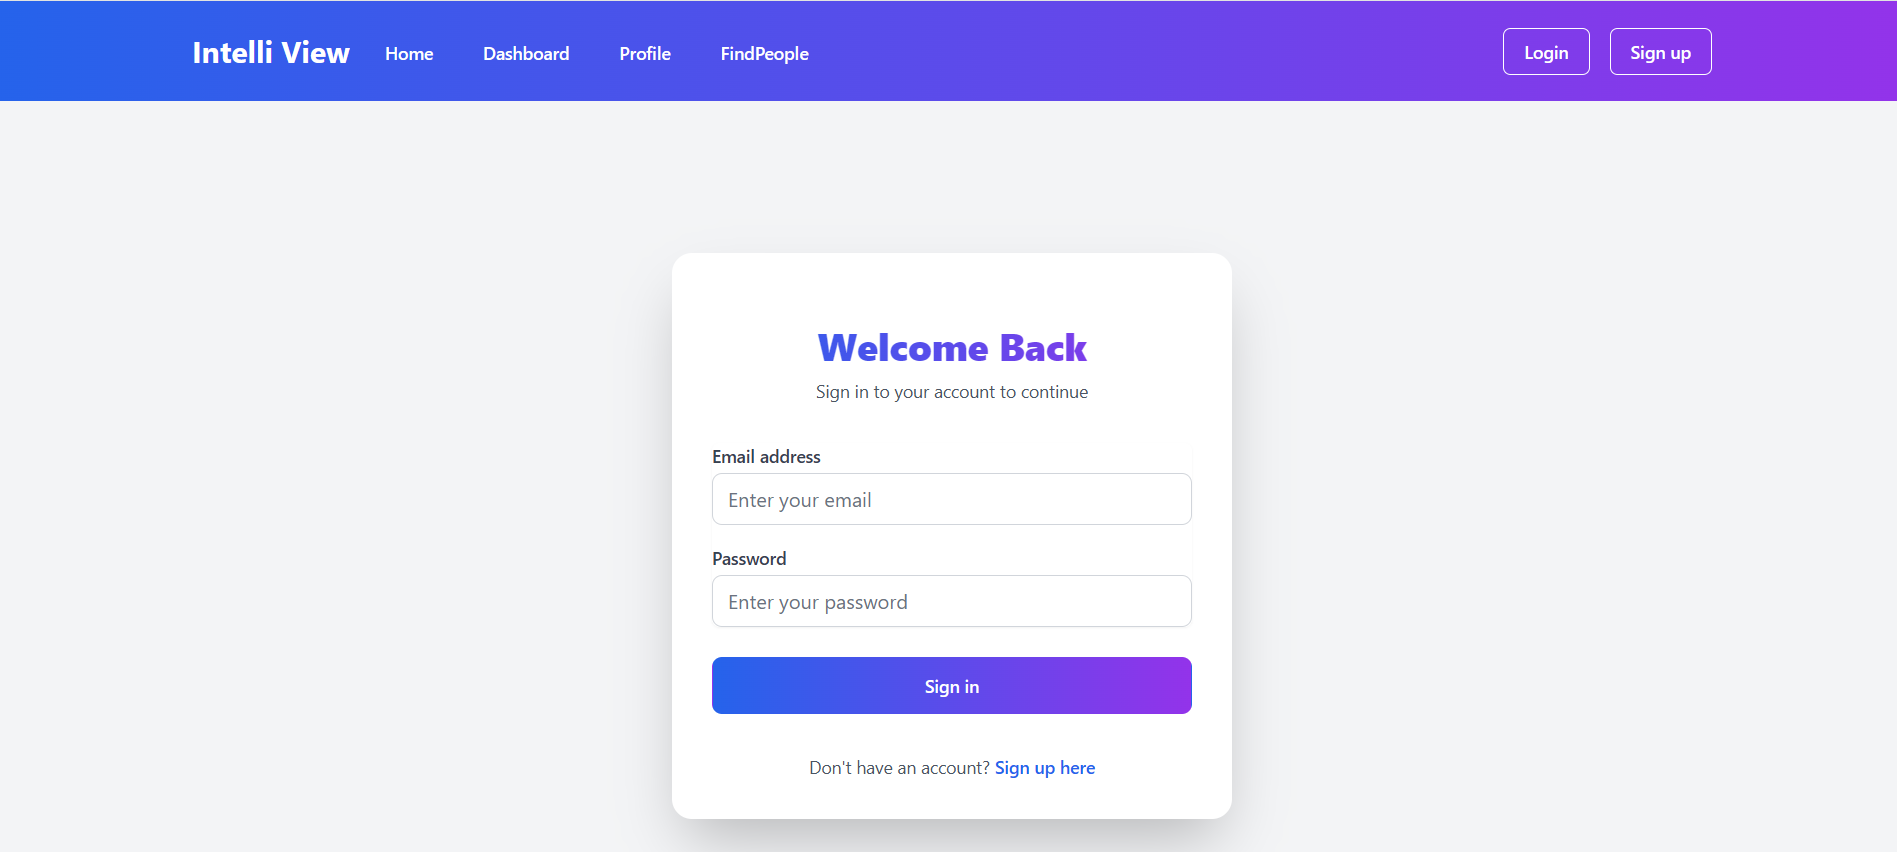 Intelli View Home Dashboard Profile FindPeople Login Sign up
Welcome Back
Sign in to your account to continue
Email address
Enter your email
Password
Enter your password
Sign in
Don't have an account? Sign up here